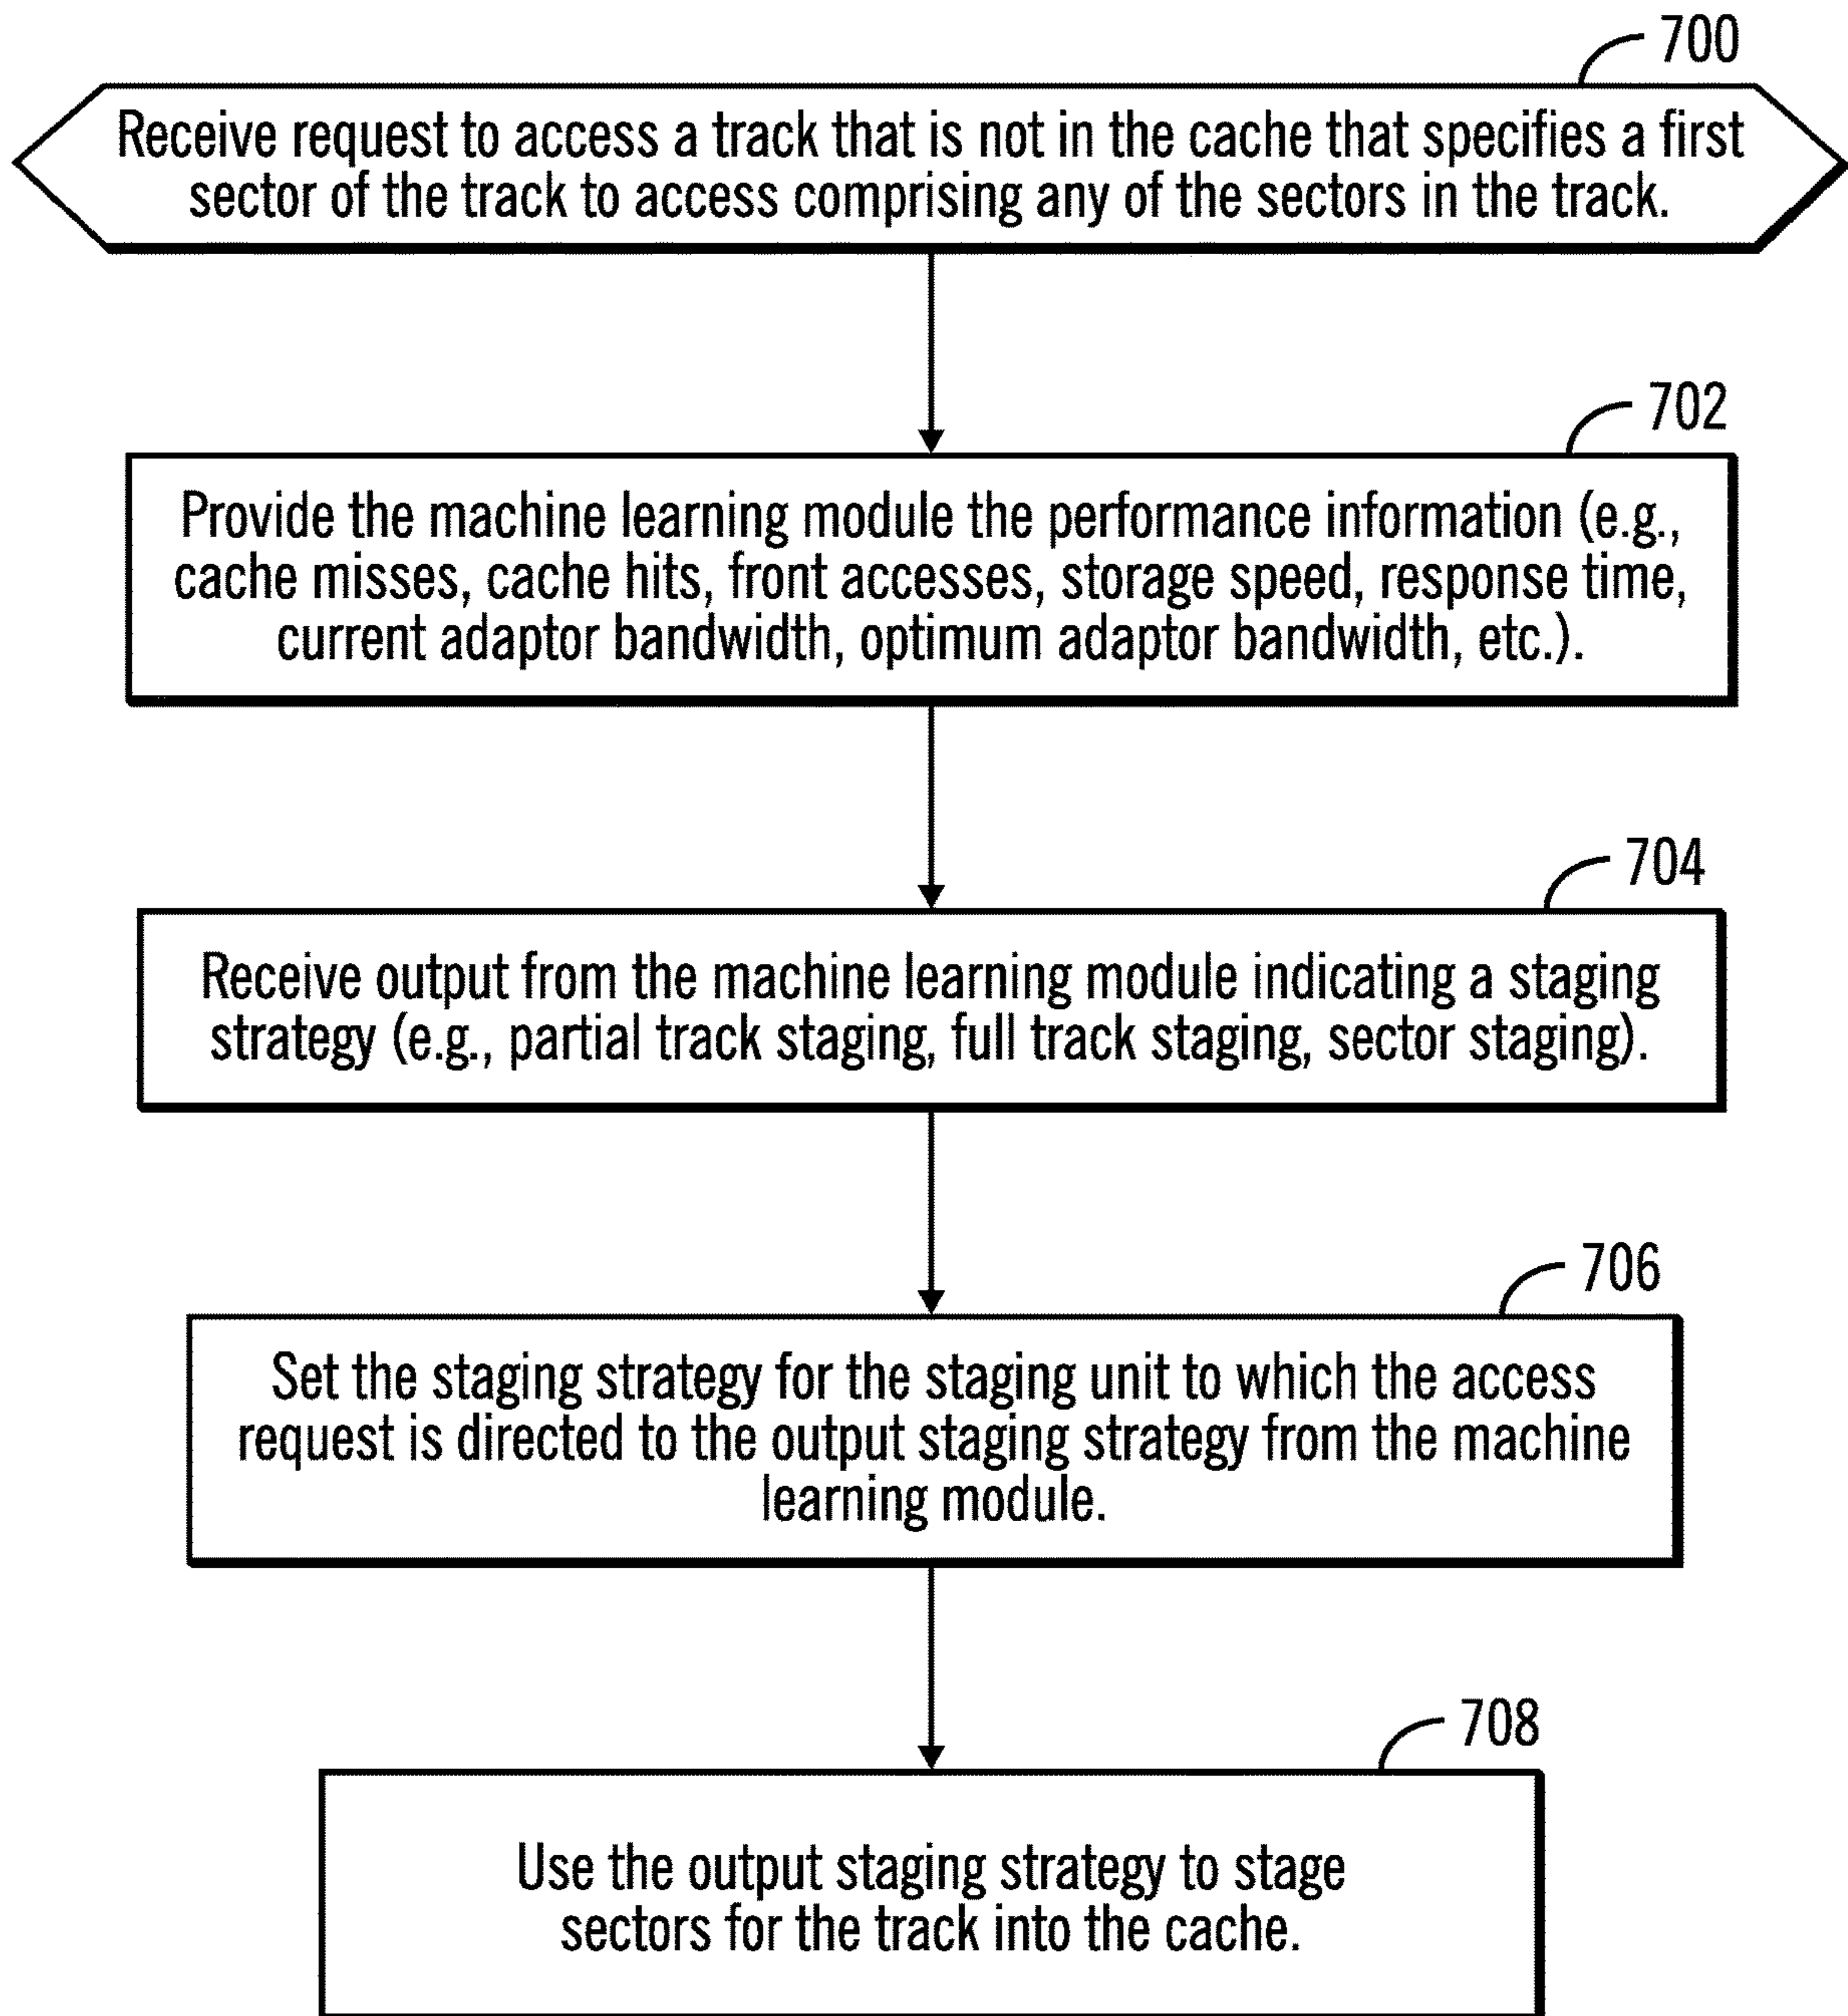 700
Receive request to access a track that is not in the cache that specifies a first
sector of the track to access comprising any of the sectors in the track.
702
Provide the machine learning module the performance information (e.g.,
cache misses, cache hits, front accesses, storage speed, response time,
current adaptor bandwidth, optimum adaptor bandwidth, etc.).
704
Receive output from the machine learning module indicating a staging
strategy (e.g., partial track staging, full track staging, sector staging).
706
Set the staging strategy for the staging unit to which the access
request is directed to the output staging strategy from the machine
learning module.
708
Use the output staging strategy to stage
sectors for the track into the cache.